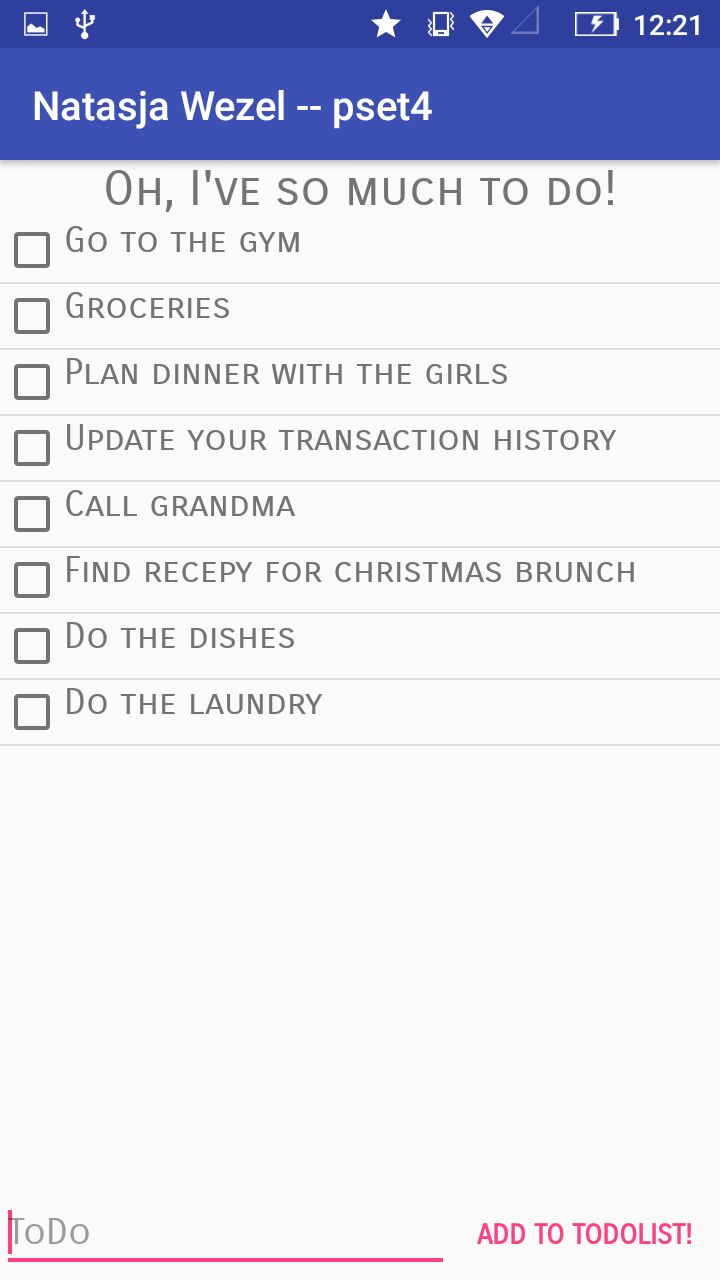 12:21
Natasja Wezel -- pset4
Oh, I've so much to do!
Go to the gym
Groceries
Plan dinner with the girls
Update your transaction history
Call grandma
Find recepy for christmas brunch
Do the dishes
Do the laundry
ToDo
ADD TO TODOLIST!